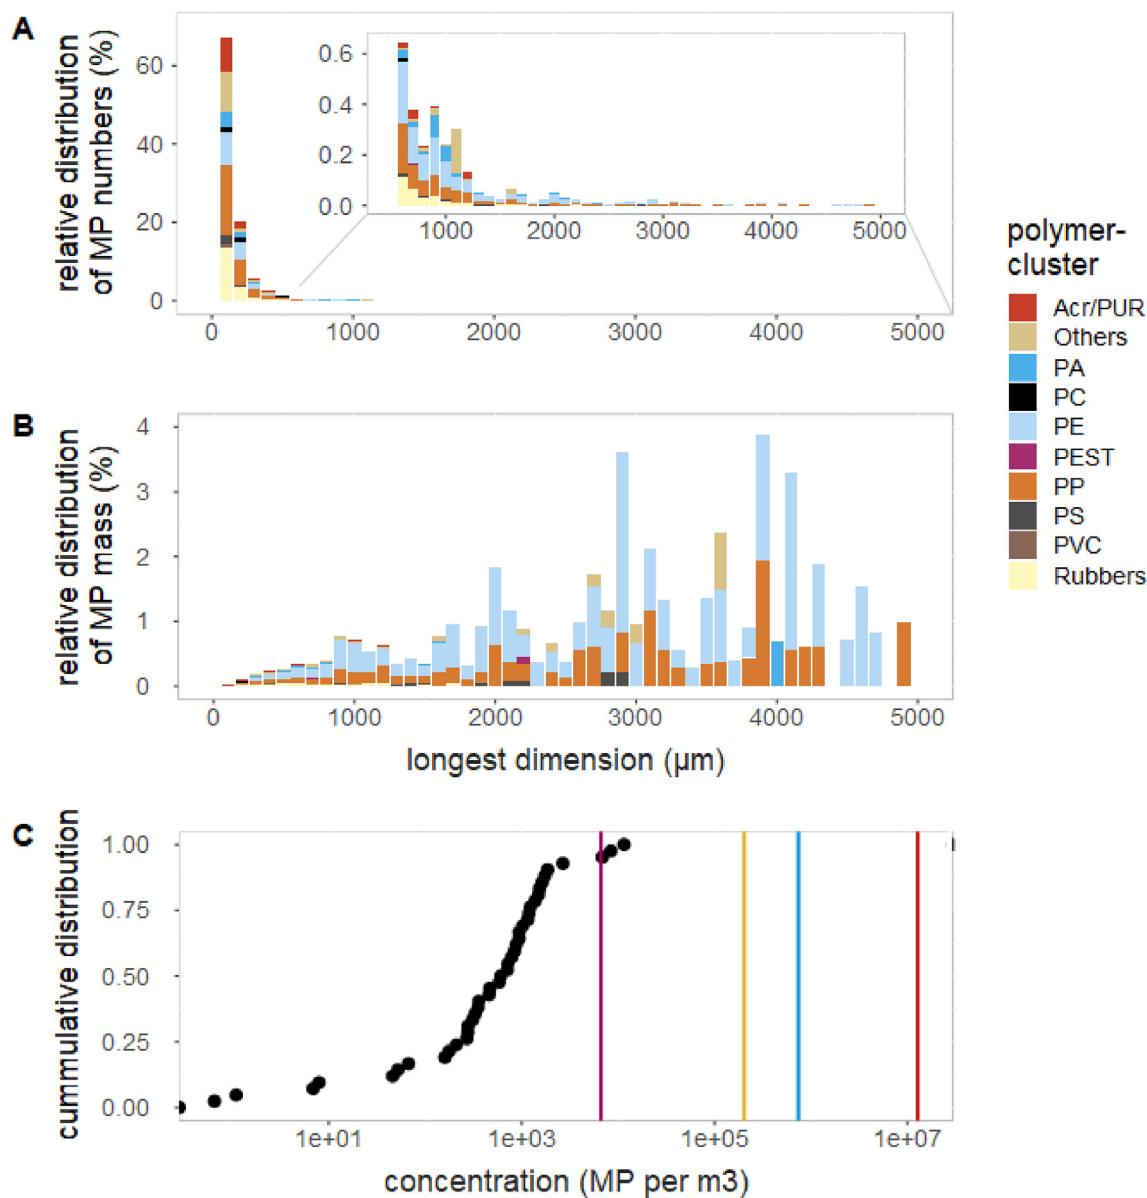 A
relative distribution
of MP numbers (%)
60
40
20
0
0.6
0.4
0.2
0.0
1000
2000
3000
4000
5000
0
1000
2000
3000
4000
5000
B
relative distribution
of MP mass (%)
4
3
2
1
0
0
1000
2000
3000
4000
5000
longest dimension (µm)
polymer-
cluster
Acr/PUR
Others
PA
PC
PE
PEST
PP
PS
PVC
Rubbers
C
cummulative distribution
1.00
0.75
0.50
0.25
0.00
1e+01
1e+03
1e+05
1e+07
concentration (MP per m3)